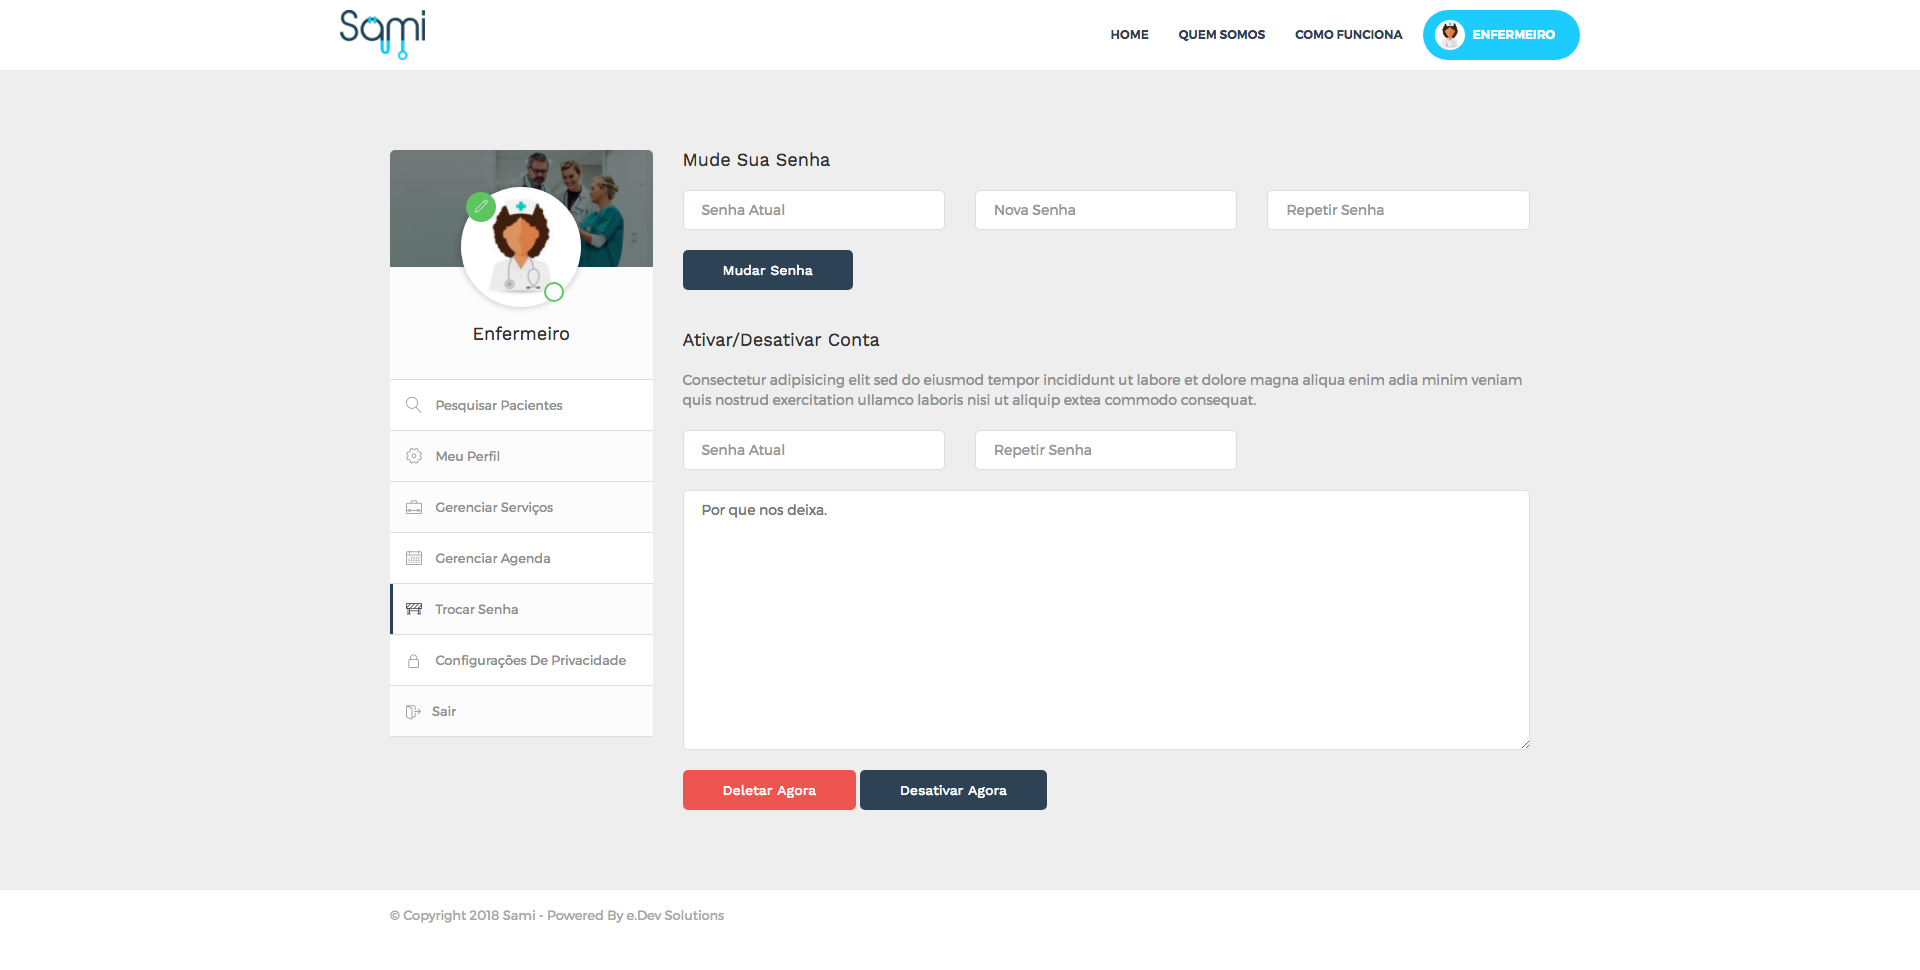 Sami
HOME
QUEM SOMOS
COMO FUNCIONA
ENFERMEIRO
Enfermeiro
Pesquisar Pacientes
Meu Perfil
Gerenciar Serviços
Gerenciar Agenda
Trocar Senha
Configurações De Privacidade
Sair
Mude Sua Senha
Senha Atual
Nova Senha
Repetir Senha
Mudar Senha
Ativar/Desativar Conta
Consectetur adipisicing elit sed do eiusmod tempor incididunt ut labore et dolore magna aliqua enim adia minim veniam
quis nostrud exercitation ullamco laboris nisi ut aliquip extea commodo consequat.
Senha Atual
Repetir Senha
Por que nos deixa.
Deletar Agora
Desativar Agora
© Copyright 2018 Sami - Powered By e.Dev Solutions